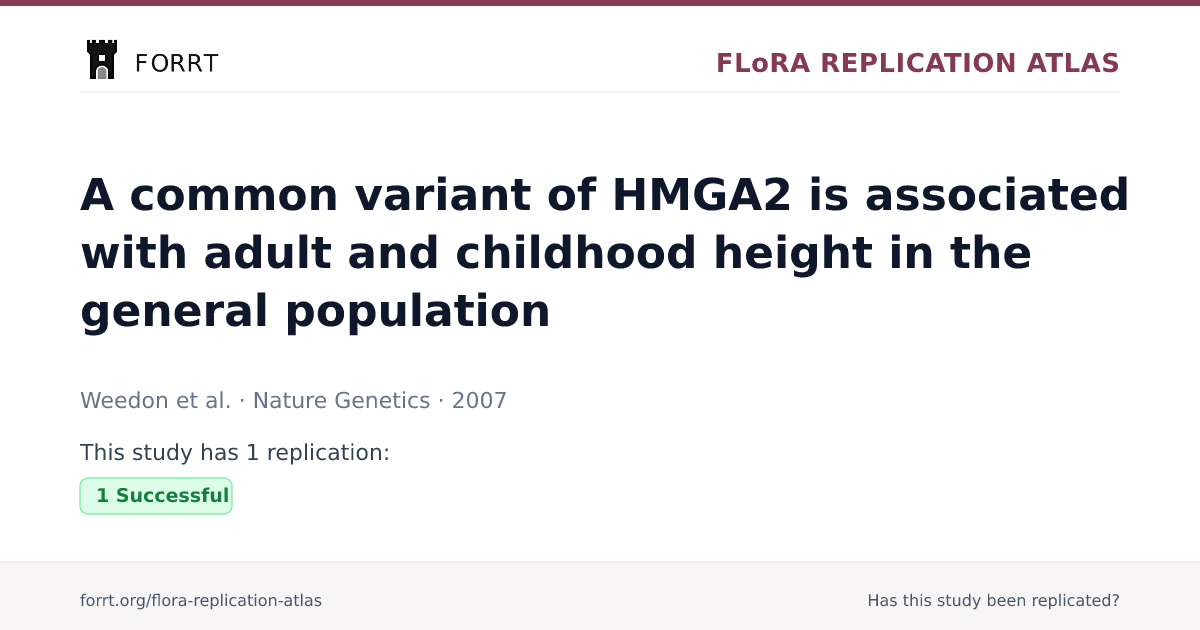 FORRT
FLoRA REPLICATION ATLAS
A common variant of HMGA2 is associated
with adult and childhood height in the
general population
Weedon et al. · Nature Genetics · 2007
This study has 1 replication:
1 Successful
forrt.org/flora-replication-atlas
Has this study been replicated?